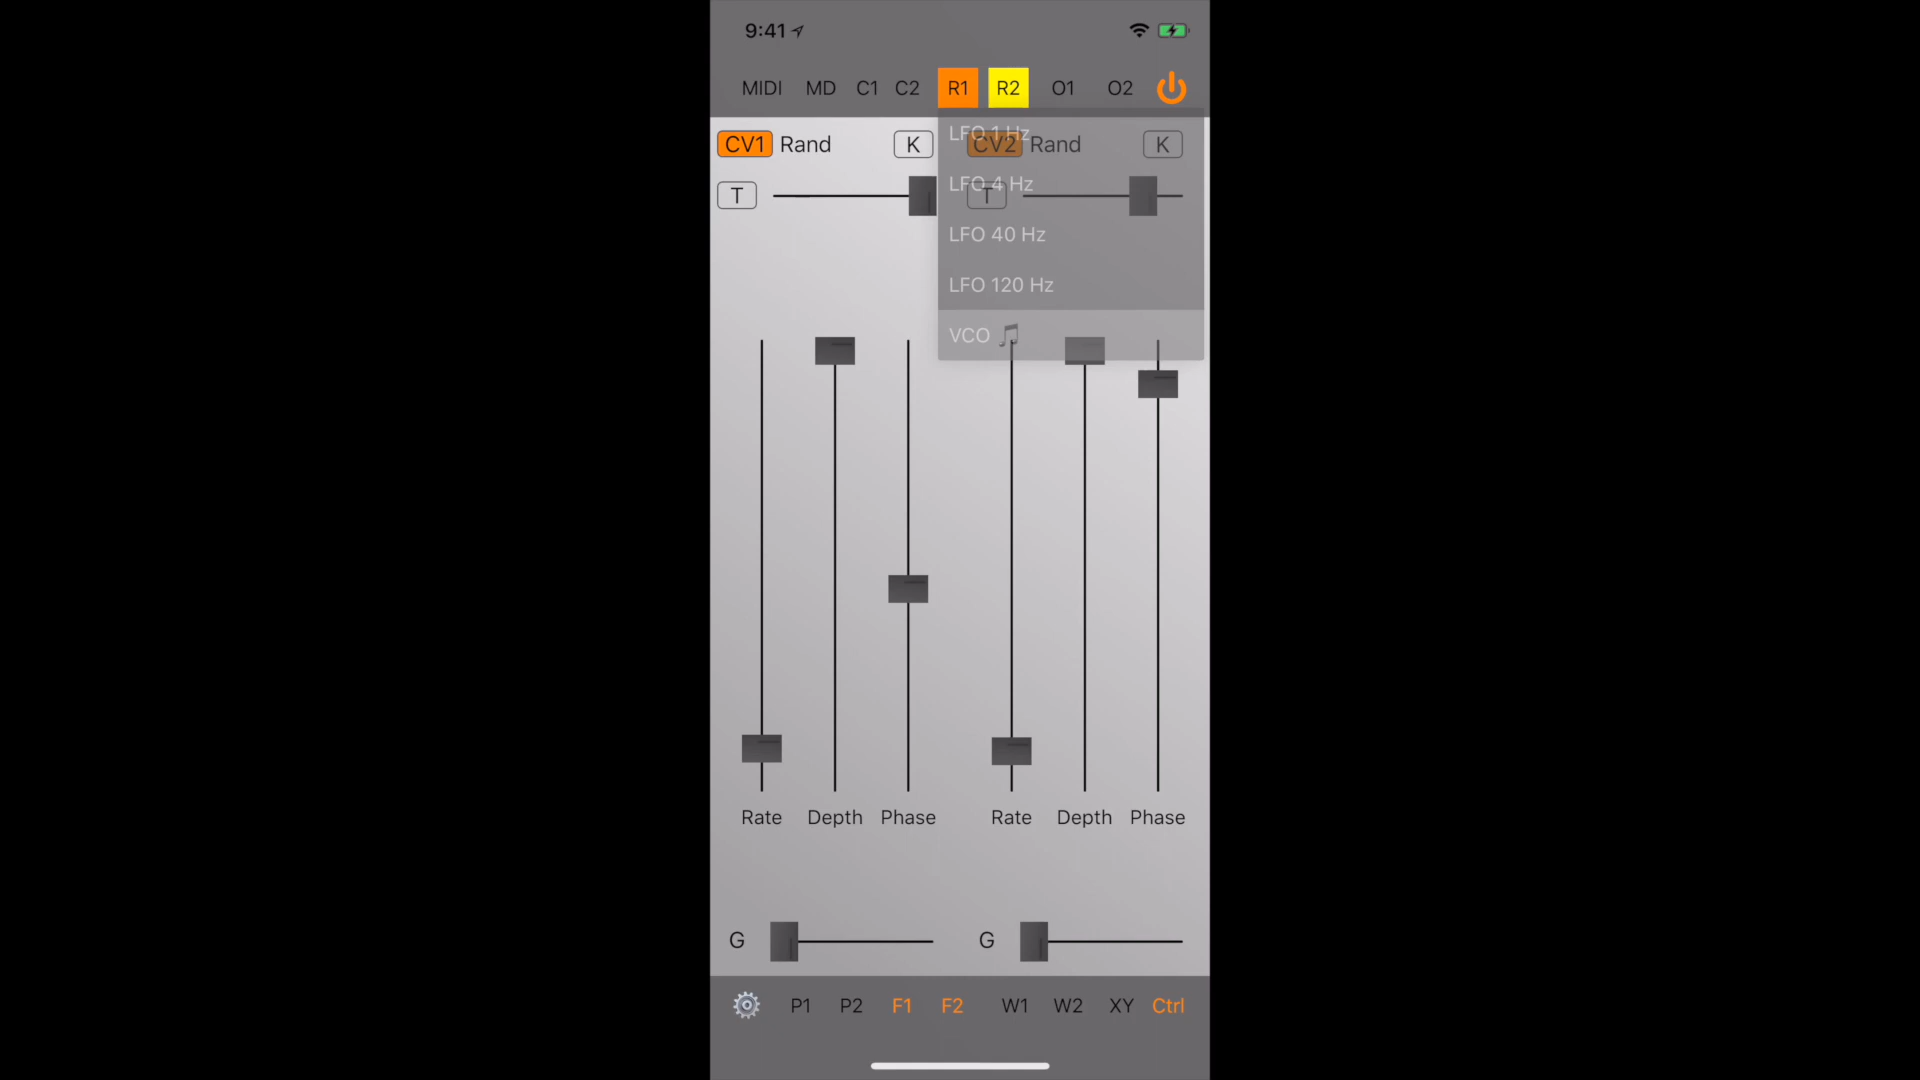 9:41
MIDI MD C1 C2 R1 R2 O1 O2
CV1 Rand K
CV2 Rand K
T
T
LFO 1 Hz
LFO 4 Hz
LFO 40 Hz
LFO 120 Hz
VCO
Rate Depth Phase Rate Depth Phase
G G
P1 P2 F1 F2 W1 W2 XY Ctrl